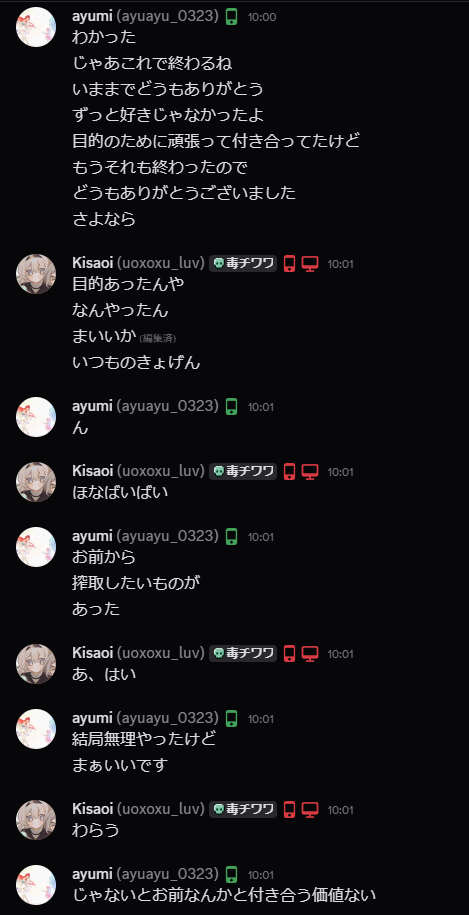 ayumi (ayuayu_0323) 10:00
わかった
じゃあこれで終わるね
いままでどうもありがとう
ずっと好きじゃなかったよ
目的のために頑張って付き合ってたけど
もうそれも終わったので
どうもありがとうございました
さよなら
Kisaoi (uoxoxu_luv) 毒チワワ 10:01
目的あったんや
なんやったん
まいいか (編集済)
いつものきょげん
ayumi (ayuayu_0323) 10:01
ん
Kisaoi (uoxoxu_luv) 毒チワワ 10:01
ほなばいばい
ayumi (ayuayu_0323) 10:01
お前から
搾取したいものが
あった
Kisaoi (uoxoxu_luv) 毒チワワ 10:01
あ、はい
ayumi (ayuayu_0323) 10:01
結局無理やったけど
まぁいいです
Kisaoi (uoxoxu_luv) 毒チワワ 10:01
わらう
ayumi (ayuayu_0323) 10:01
じゃないとお前なんかと付き合う価値ない